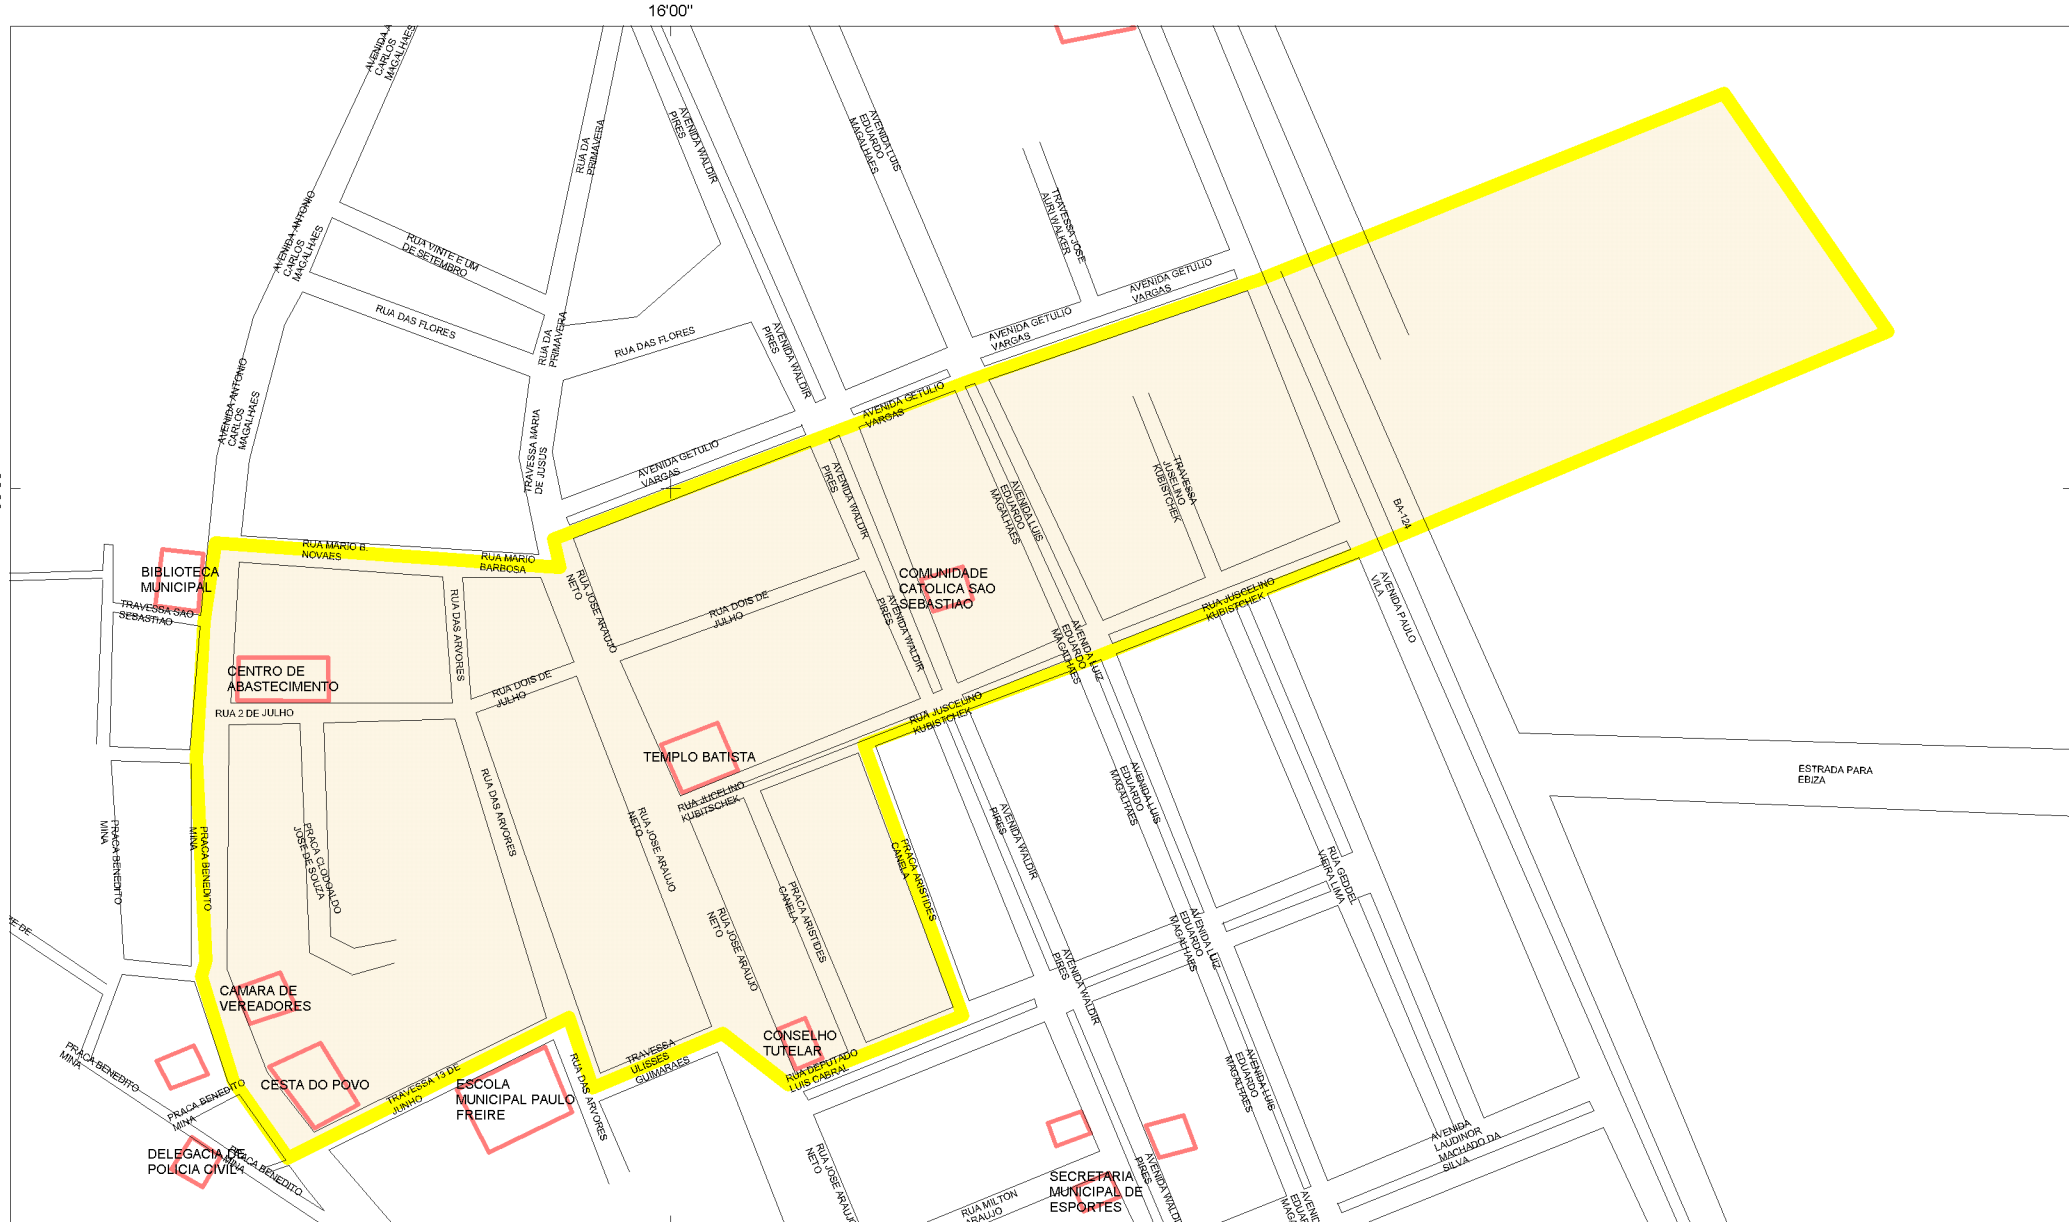 16'00"
AVENIDA A
CARLOS
MAGALHAES
AVENIDA WALDIR
PIRES
AVENIDA LUIS
EDUARDO
MAGALHAES
RUA DA
PRIMAVERA
AVENIDA ANTONIO
CARLOS
MAGALHAES
RUA VINTE E UM
DE SETEMBRO
TRAVESSA JOSE
AURI WALKER
AVENIDA GETULIO
VARGAS
RUA DAS FLORES
RUA DA
PRIMAVERA
RUA DAS FLORES
AVENIDA WALDIR
PIRES
AVENIDA GETULIO
VARGAS
AVENIDA ANTONIO
CARLOS
MAGALHAES
AVENIDA GETULIO
VARGAS
TRAVESSA MARIA
DE JUSUS
AVENIDA GETULIO
VARGAS
AVENIDA WALDIR
PIRES
AVENIDA LUIS
EDUARDO
MAGALHAES
TRAVESSA
JUSELINO
KUBISTCHEK
BA-124
RUA MARIO B.
NOVAES
RUA MARIO
BARBOSA
BIBLIOTECA
MUNICIPAL
TRAVESSA SAO
SEBASTIAO
RUA DAS ARVORES
RUA JOSE ARAUJO
NETO
RUA DOIS DE
JULHO
COMUNIDADE
CATOLICA SAO
SEBASTIAO
AVENIDA WALDIR
PIRES
RUA JUSCELINO
KUBISTCHEK
AVENIDA PAULO
VILA
AVENIDA LUIZ
EDUARDO
MAGALHAES
CENTRO DE
ABASTECIMENTO
RUA DOIS DE
JULHO
RUA 2 DE JULHO
RUA JUSCELINO
KUBISTCHEK
TEMPLO BATISTA
RUA JUCELINO
KUBITSCHEK
ESTRADA PARA
EBIZA
RUA DAS ARVORES
PRACA BENEDITO
MINA
PRACA BENEDITO
MINA
PRACA CLODOALDO
JOSE DE SOUZA
RUA JOSE ARAUJO
NETO
PRACA ARISTIDES
CANELA
AVENIDA WALDIR
PIRES
AVENIDA LUIS
EDUARDO
MAGALHAES
RUA GEDDEL
VIEIRA LIMA
PRACA ARISTIDES
CANELA
RUA JOSE ARAUJO
NETO
AVENIDA LUIZ
EDUARDO
MAGALHAES
AVENIDA WALDIR
PIRES
CAMARA DE
VEREADORES
CONSELHO
TUTELAR
PRACA BENEDITO
MINA
PRACA BENEDITO
MINA
CESTA DO POVO
TRAVESSA 13 DE
JUNHO
ESCOLA
MUNICIPAL PAULO
FREIRE
RUA DAS ARVORES
TRAVESSA
ULISSES
GUIMARAES
RUA DEPUTADO
LUIS CABRAL
AVENIDA LUIS
EDUARDO
MAGALHAES
AVENIDA
LAUDINOR
MACHADO DA
SILVA
DELEGACIA DE
POLICIA CIVIL
PRACA BENEDITO
MINA
RUA JOSE ARAUJO
NETO
AVENIDA WALDIR
PIRES
SECRETARIA
MUNICIPAL DE
ESPORTES
RUA MILTON
ARAUJO